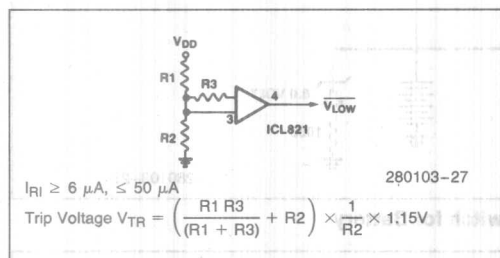 VDD
R1
R3
4
VLOW
3
ICL821
R2
280103-27
IRI ≥ 6 μA, ≤ 50 μA
Trip Voltage VTR = (R1 R3/(R1 + R3) + R2) × 1/R2 × 1.15V